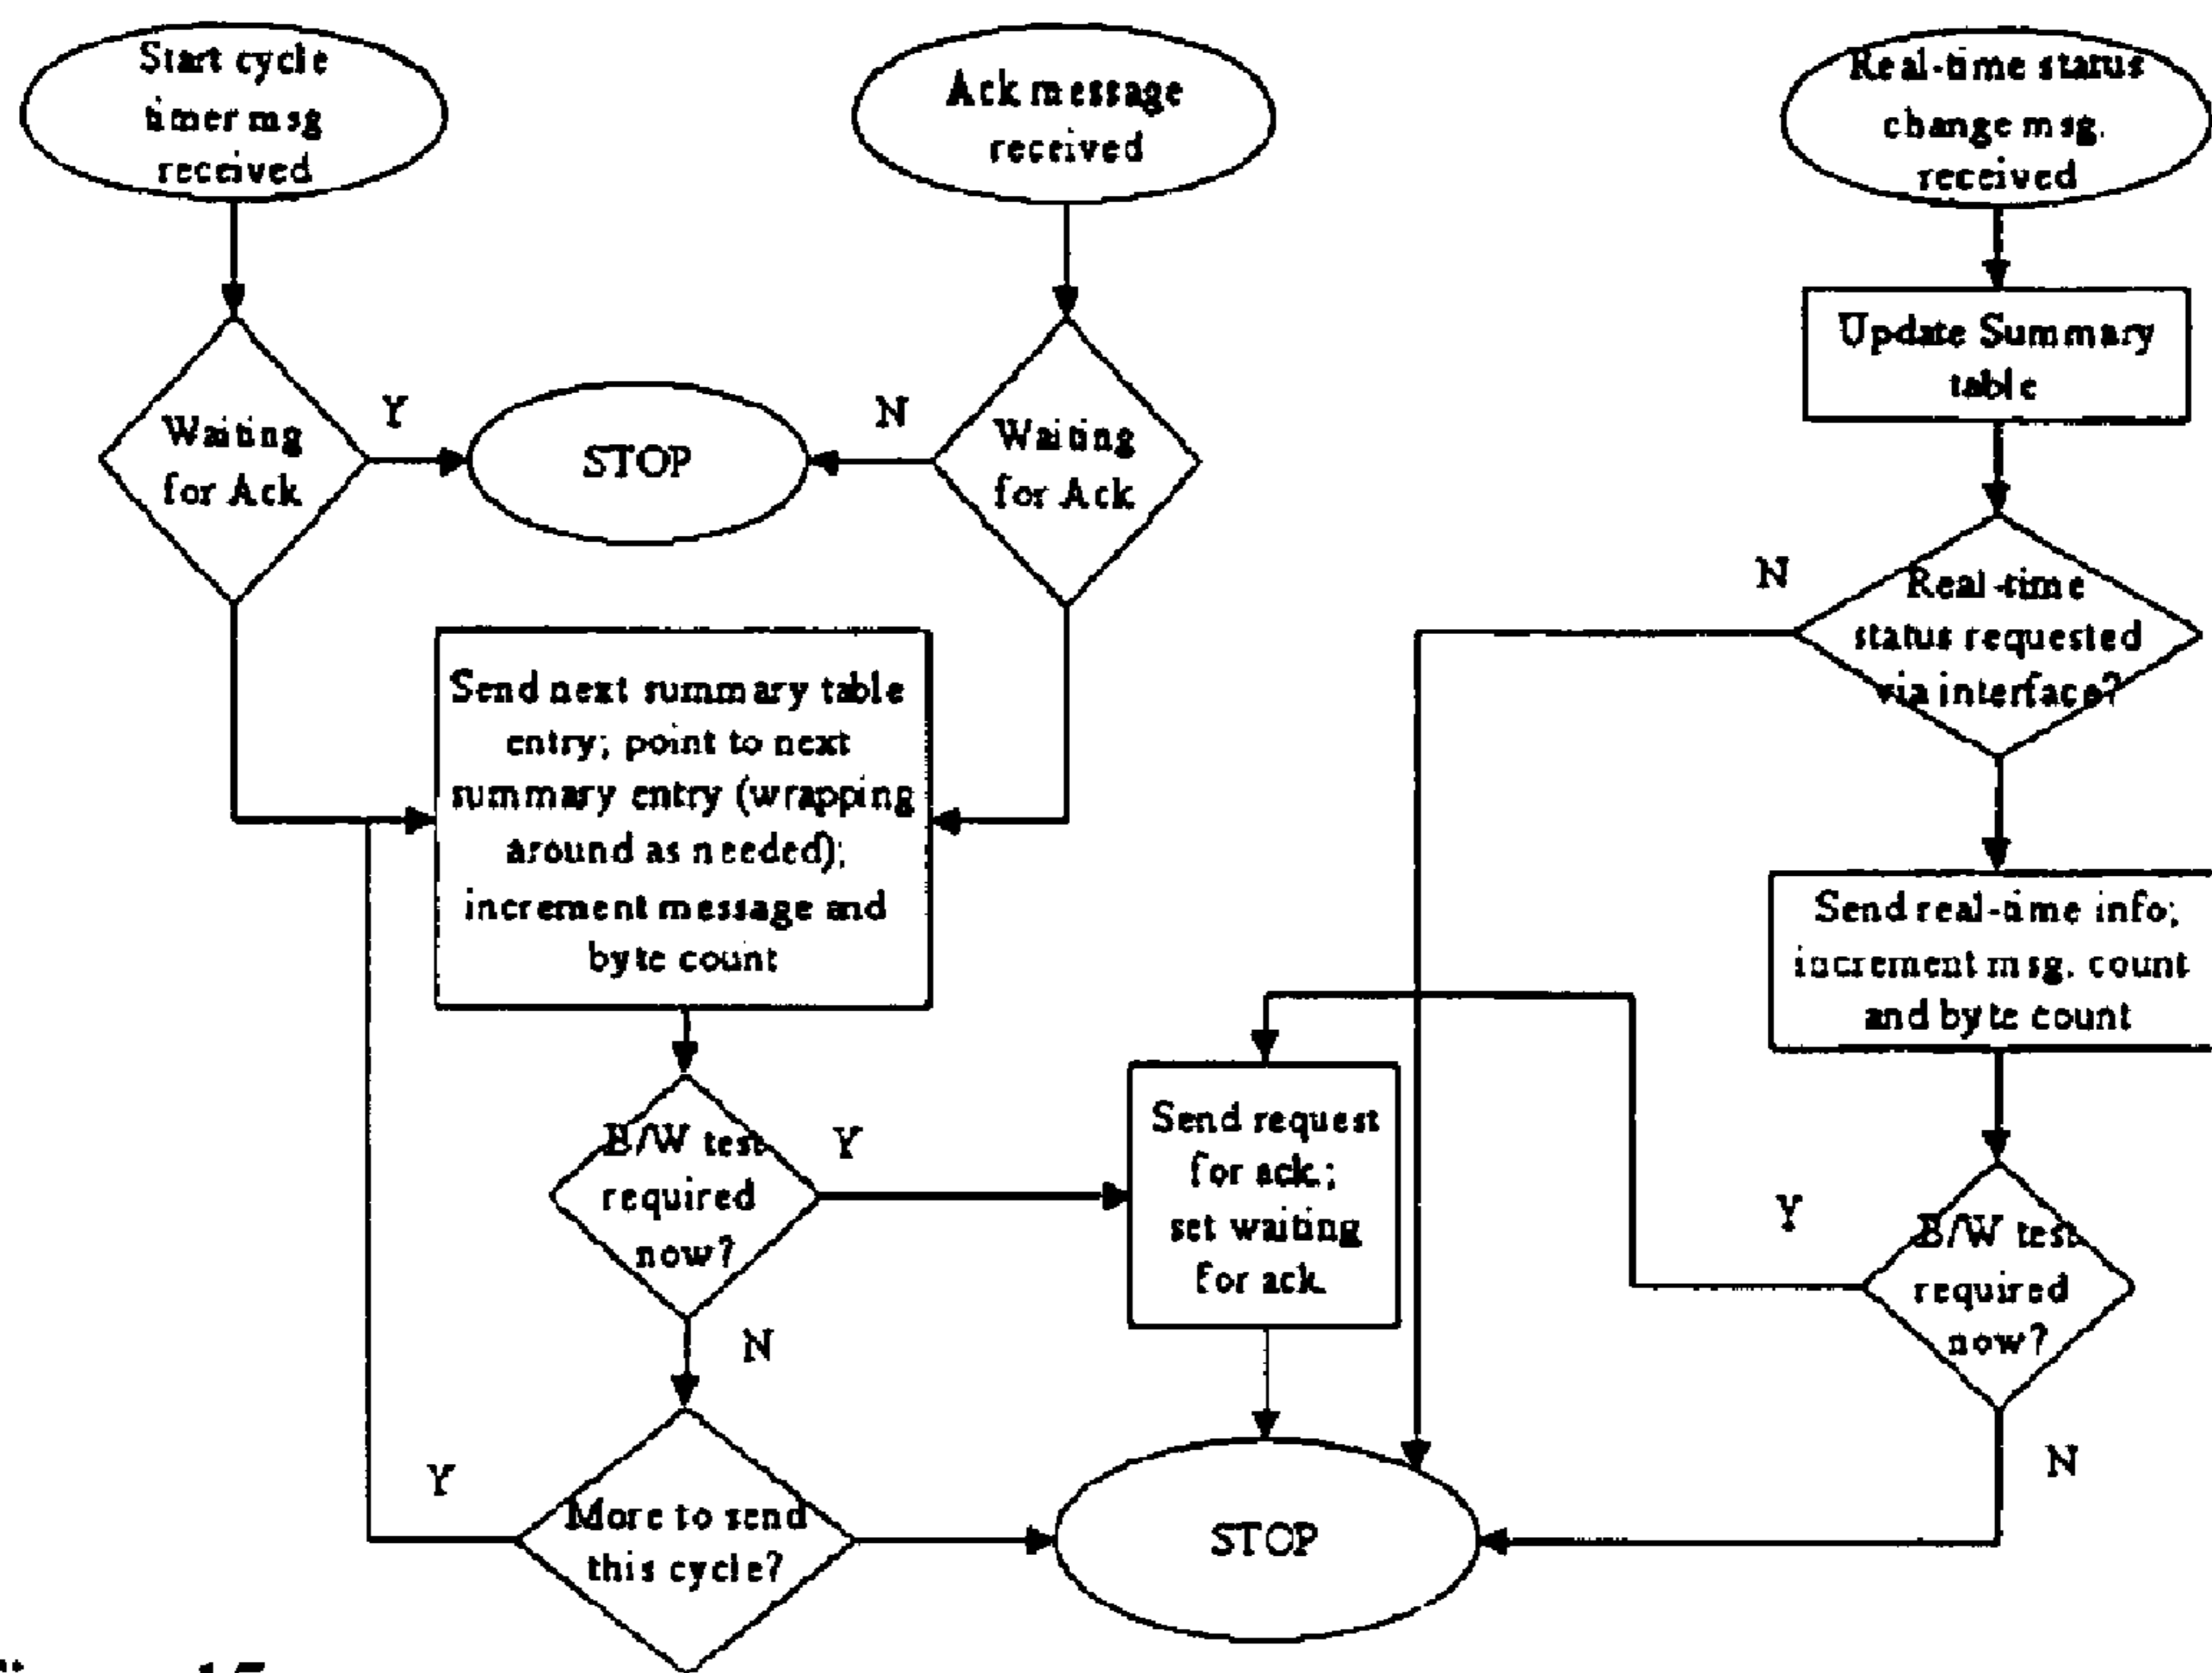 Start cycle
timer msg
received
Ack message
received
Real-time status
change msg.
received
Update Summary
table
Waiting
for Ack
Y
STOP
N
Waiting
for Ack
N
Real-time
status requested
via interface?
Send next summary table
entry; point to next
summary entry (wrapping
around as needed);
increment message and
byte count
Send real-time info;
increment msg. count
and byte count
B/W test
required
now?
Y
N
Send request
for ack.;
set waiting
for ack.
Y
B/W test
required
now?
N
Y
More to send
this cycle?
STOP